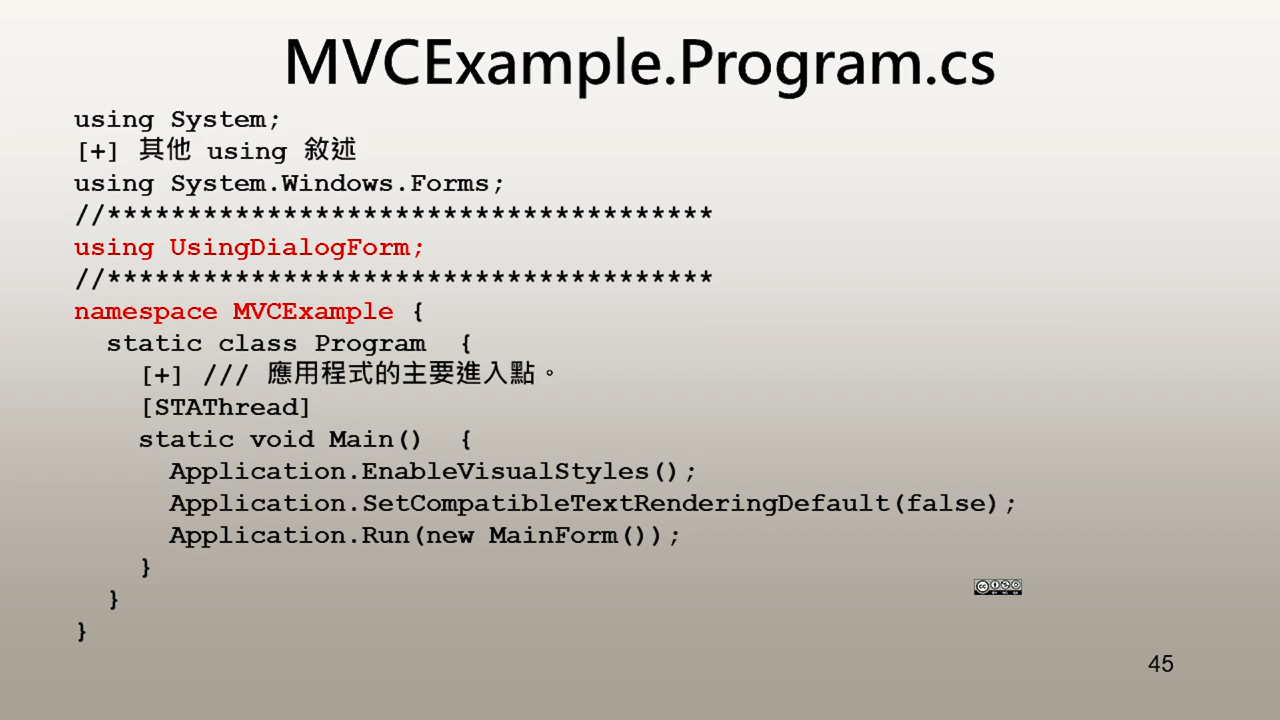 MVCExample.Program.cs
using System;
[+] 其他 using 敘述
using System.Windows.Forms;
//**************************************
using UsingDialogForm;
//**************************************
namespace MVCExample {
static class Program {
[+] /// 應用程式的主要進入點。
[STAThread]
static void Main() {
Application.EnableVisualStyles();
Application.SetCompatibleTextRenderingDefault(false);
Application.Run(new MainForm());
}
}
}
45